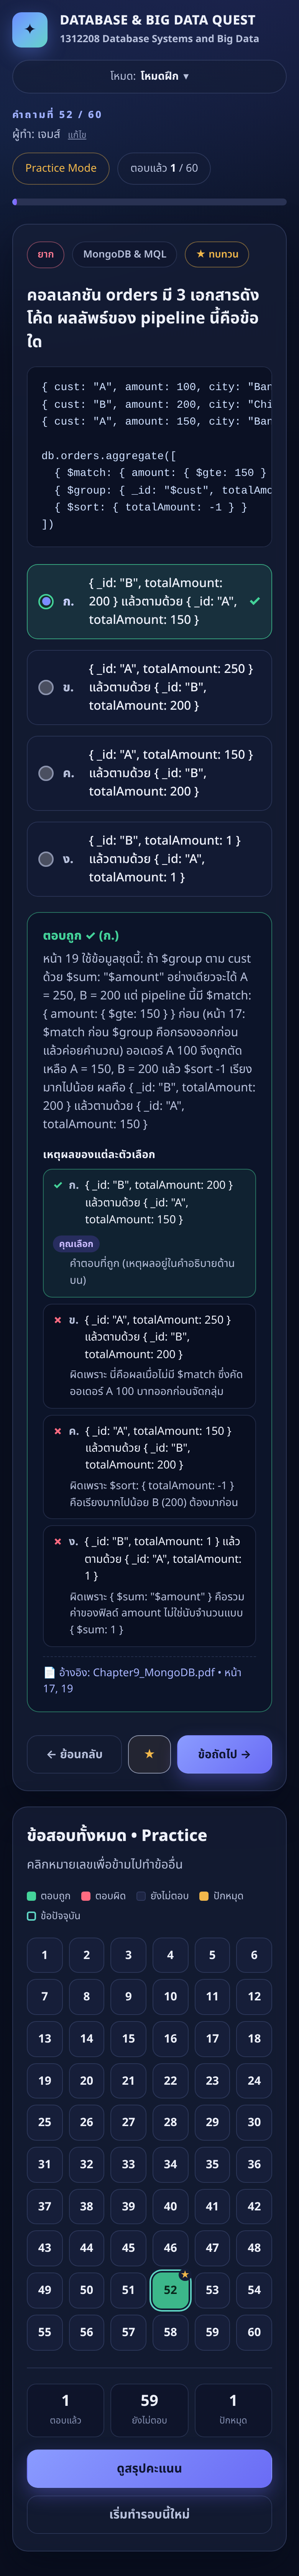 ✦
DATABASE & BIG DATA QUEST
1312208 Database Systems and Big Data
โหมด: โหมดฝึก ▾
คำถามที่ 52 / 60
ผู้ทำ: เจมส์ แก้ไข
Practice Mode
ตอบแล้ว 1 / 60
ยาก
MongoDB & MQL
★ ทบทวน
คอลเลกชัน orders มี 3 เอกสารดัง
โค้ด ผลลัพธ์ของ pipeline นี้คือข้อ
ใด
{ cust: "A", amount: 100, city: "Ban
{ cust: "B", amount: 200, city: "Chi
{ cust: "A", amount: 150, city: "Ban
db.orders.aggregate([
{ $match: { amount: { $gte: 150 }
{ $group: { _id: "$cust", totalAmo
{ $sort: { totalAmount: -1 } }
])
ก.
{ _id: "B", totalAmount:
200 } แล้วตามด้วย { _id: "A",
totalAmount: 150 }
✓
ข.
{ _id: "A", totalAmount: 250 }
แล้วตามด้วย { _id: "B",
totalAmount: 200 }
ค.
{ _id: "A", totalAmount: 150 }
แล้วตามด้วย { _id: "B",
totalAmount: 200 }
ง.
{ _id: "B", totalAmount: 1 }
แล้วตามด้วย { _id: "A",
totalAmount: 1 }
ตอบถูก ✓ (ก.)
หน้า 19 ใช้ข้อมูลชุดนี้: ถ้า $group ตาม cust
ด้วย $sum: "$amount" อย่างเดียวจะได้ A
= 250, B = 200 แต่ pipeline นี้มี $match:
{ amount: { $gte: 150 } } ก่อน (หน้า 17:
$match ก่อน $group คือกรองออกก่อน
แล้วค่อยคำนวณ) ออเดอร์ A 100 จึงถูกตัด
เหลือ A = 150, B = 200 แล้ว $sort -1 เรียง
มากไปน้อย ผลคือ { _id: "B", totalAmount:
200 } แล้วตามด้วย { _id: "A",
totalAmount: 150 }
เหตุผลของแต่ละตัวเลือก
✓ ก. { _id: "B", totalAmount: 200 }
แล้วตามด้วย { _id: "A",
totalAmount: 150 }
คุณเลือก
คำตอบที่ถูก (เหตุผลอยู่ในคำอธิบายด้าน
บน)
× ข. { _id: "A", totalAmount: 250 }
แล้วตามด้วย { _id: "B",
totalAmount: 200 }
ผิดเพราะ นี่คือผลเมื่อไม่มี $match ซึ่งคัด
ออเดอร์ A 100 บาทออกก่อนจัดกลุ่ม
× ค. { _id: "A", totalAmount: 150 }
แล้วตามด้วย { _id: "B",
totalAmount: 200 }
ผิดเพราะ $sort: { totalAmount: -1 }
คือเรียงมากไปน้อย B (200) ต้องมาก่อน
× ง. { _id: "B", totalAmount: 1 } แล้ว
ตามด้วย { _id: "A", totalAmount:
1 }
ผิดเพราะ { $sum: "$amount" } คือรวม
ค่าของฟิลด์ amount ไม่ใช่นับจำนวนแบบ
{ $sum: 1 }
📄 อ้างอิง: Chapter9_MongoDB.pdf • หน้า
17, 19
← ย้อนกลับ
★
ข้อถัดไป →
ข้อสอบทั้งหมด • Practice
คลิกหมายเลขเพื่อข้ามไปทำข้ออื่น
ตอบถูก ตอบผิด ยังไม่ตอบ ปักหมุด
ข้อปัจจุบัน
1 2 3 4 5 6
7 8 9 10 11 12
13 14 15 16 17 18
19 20 21 22 23 24
25 26 27 28 29 30
31 32 33 34 35 36
37 38 39 40 41 42
43 44 45 46 47 48
49 50 51 52 ★ 53 54
55 56 57 58 59 60
1 59 1
ตอบแล้ว ยังไม่ตอบ ปักหมุด
ดูสรุปคะแนน
เริ่มทำรอบนี้ใหม่